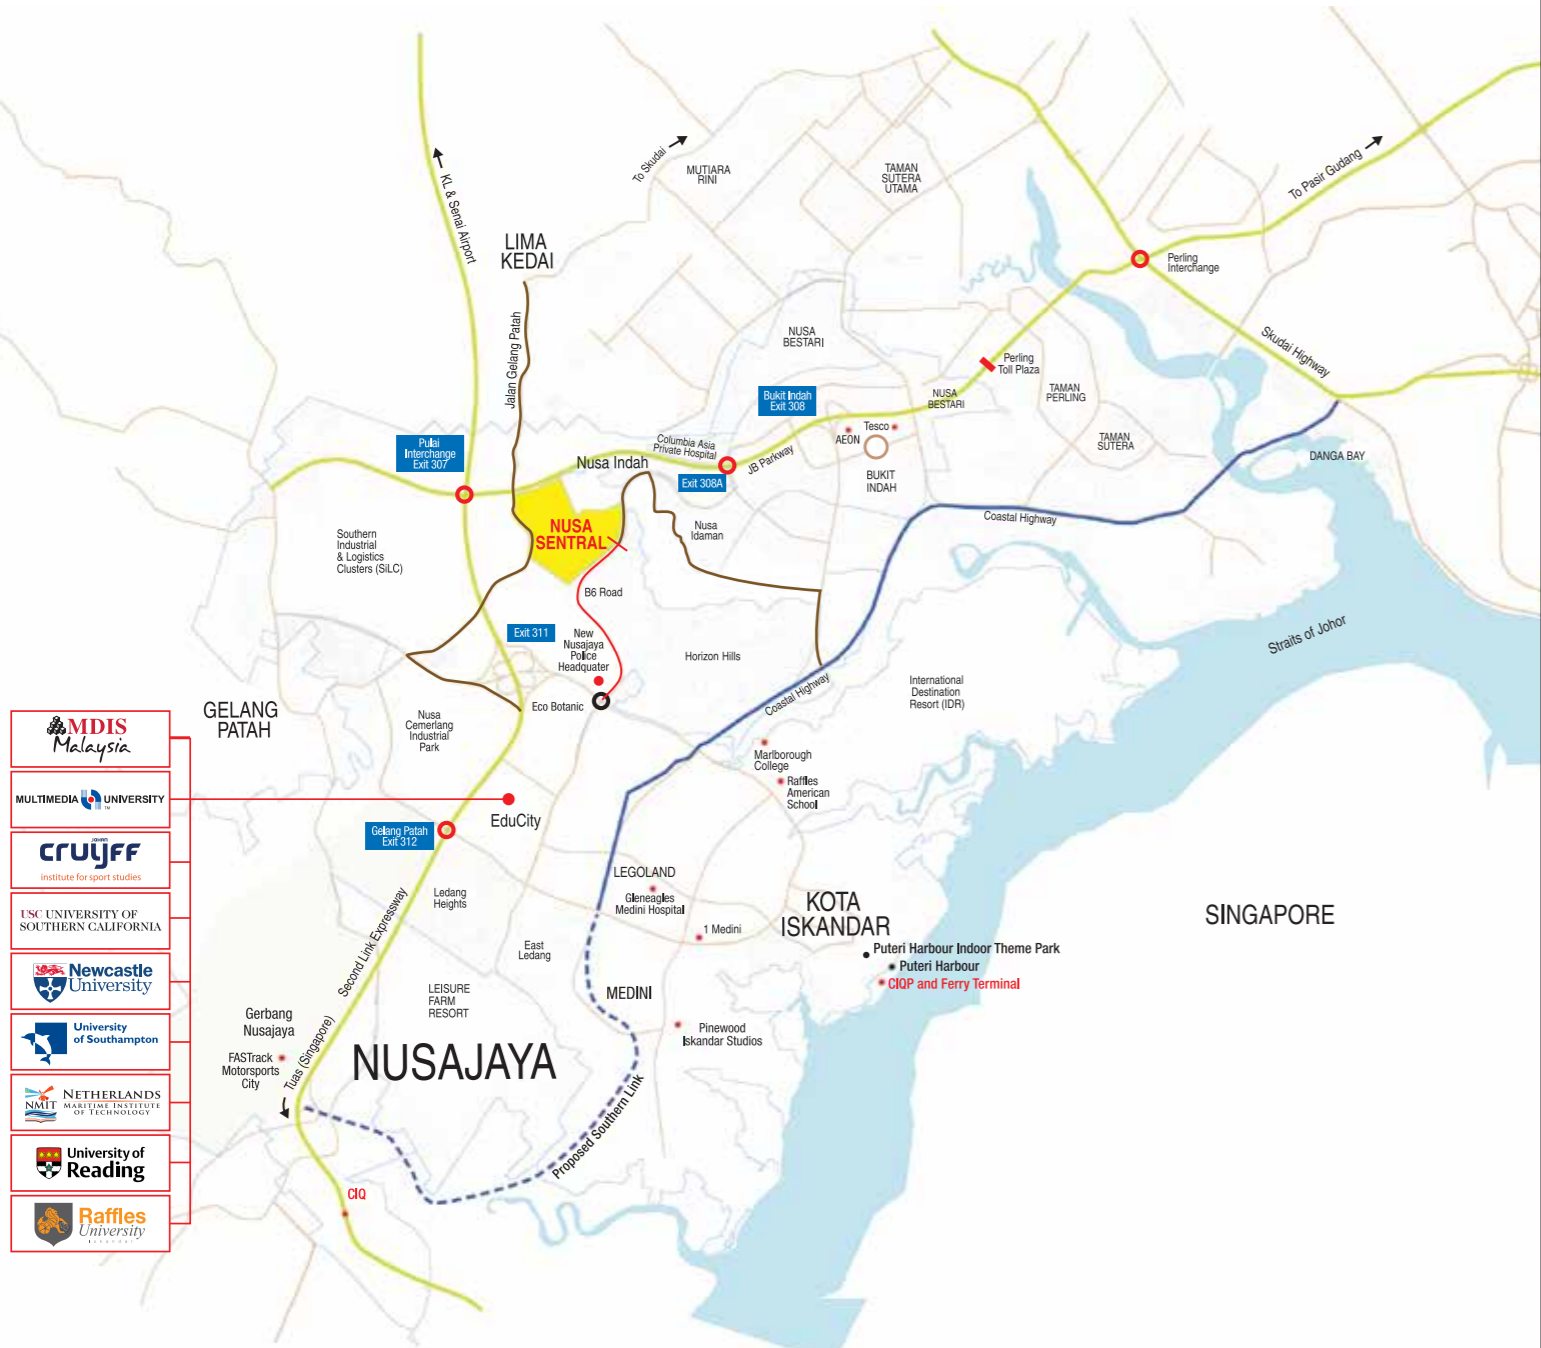 To Skudai
MUTIARA
RINI
TAMAN
SUTERA
UTAMA
To Pasir Gudang
KL & Senai Airport
LIMA
KEDAI
Perling
Interchange
Jalan Gelang Patah
NUSA
BESTARI
Skudai Highway
Perling
Toll Plaza
TAMAN
PERLING
Bukit Indah
Exit 308
NUSA
BESTARI
Pulai
Interchange
Exit 307
Columbia Asia
Private Hospital
AEON
Tesco
TAMAN
SUTERA
DANGA BAY
Nusa Indah
JB Parkway
Exit 308A
BUKIT
INDAH
Coastal Highway
Southern
Industrial
& Logistics
Clusters (SiLC)
NUSA
SENTRAL
Nusa
Idaman
B6 Road
Exit 311
New
Nusajaya
Police
Headquater
Horizon Hills
Straits of Johor
International
Destination
Resort (IDR)
Coastal Highway
Eco Botanic
GELANG
PATAH
Nusa
Cemerlang
Industrial
Park
MDIS
Malaysia
MULTIMEDIA UNIVERSITY
TM
JOHAN
cruyff
institute for sport studies
USC UNIVERSITY OF
SOUTHERN CALIFORNIA
Newcastle
University
University
of Southampton
NMIT
NETHERLANDS
MARITIME INSTITUTE
OF TECHNOLOGY
University of
Reading
Raffles
University
Marlborough
College
Raffles
American
School
EduCity
Gelang Patah
Exit 312
LEGOLAND
Gleneagles
Medini Hospital
Ledang
Heights
KOTA
ISKANDAR
SINGAPORE
1 Medini
East
Ledang
Second Link Expressway
Puteri Harbour Indoor Theme Park
Puteri Harbour
CIQP and Ferry Terminal
LEISURE
FARM
RESORT
MEDINI
Gerbang
Nusajaya
Pinewood
Iskandar Studios
FASTrack
Motorsports
City
Tuas (Singapore)
NUSAJAYA
Proposed Southern Link
CIQ